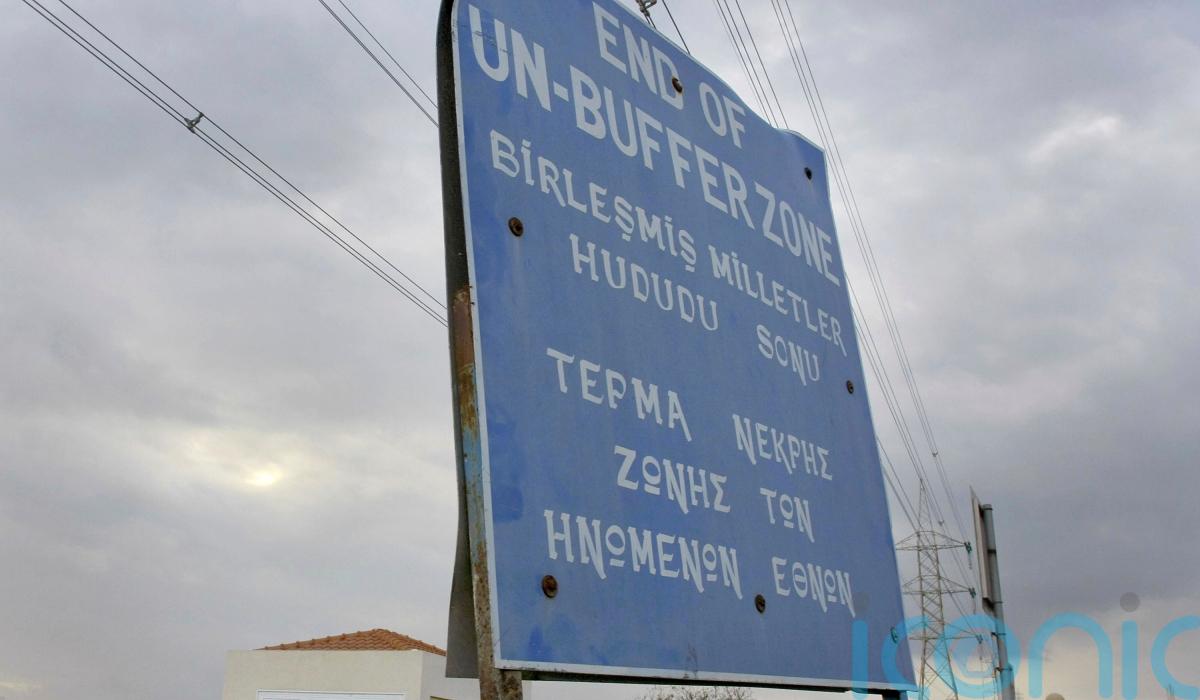 END OF
UN-BUFFER ZONE
BİRLEŞMİŞ MİLLETLER
HUDUDU SONU
ΤΕΡΜΑ ΝΕΚΡΗΣ
ΖΩΝΗΣ ΤΩΝ
ΗΝΩΜΕΝΩΝ ΕΘΝΩΝ
iconic